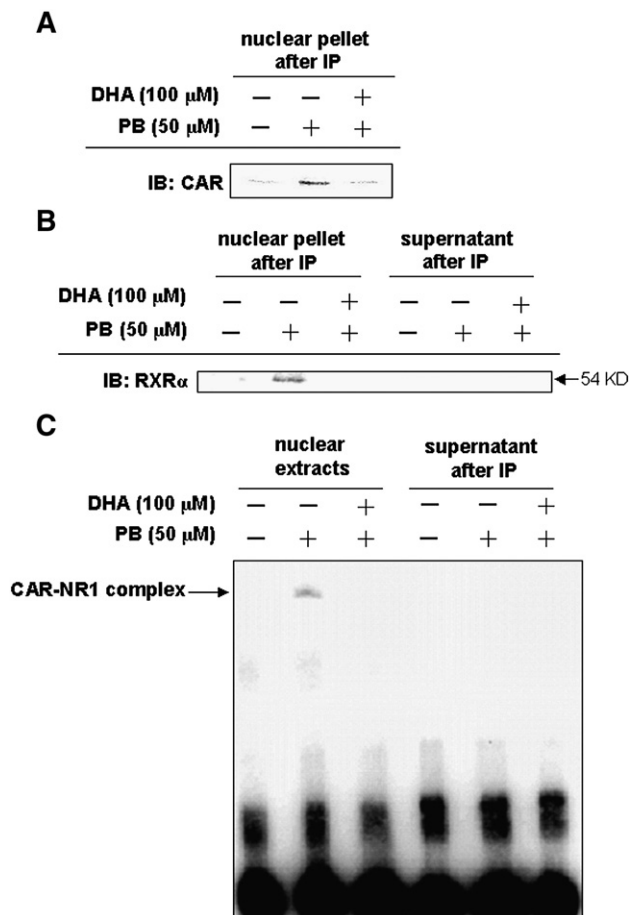 A
nuclear pellet
after IP
DHA (100 μM) – – +
PB (50 μM) – + +
IB: CAR
B
nuclear pellet
after IP
supernatant
after IP
DHA (100 μM) – – + – – +
PB (50 μM) – + + – + +
IB: RXRα
54 KD
C
nuclear
extracts
supernatant
after IP
DHA (100 μM) – – + – – +
PB (50 μM) – + + – + +
CAR-NR1 complex